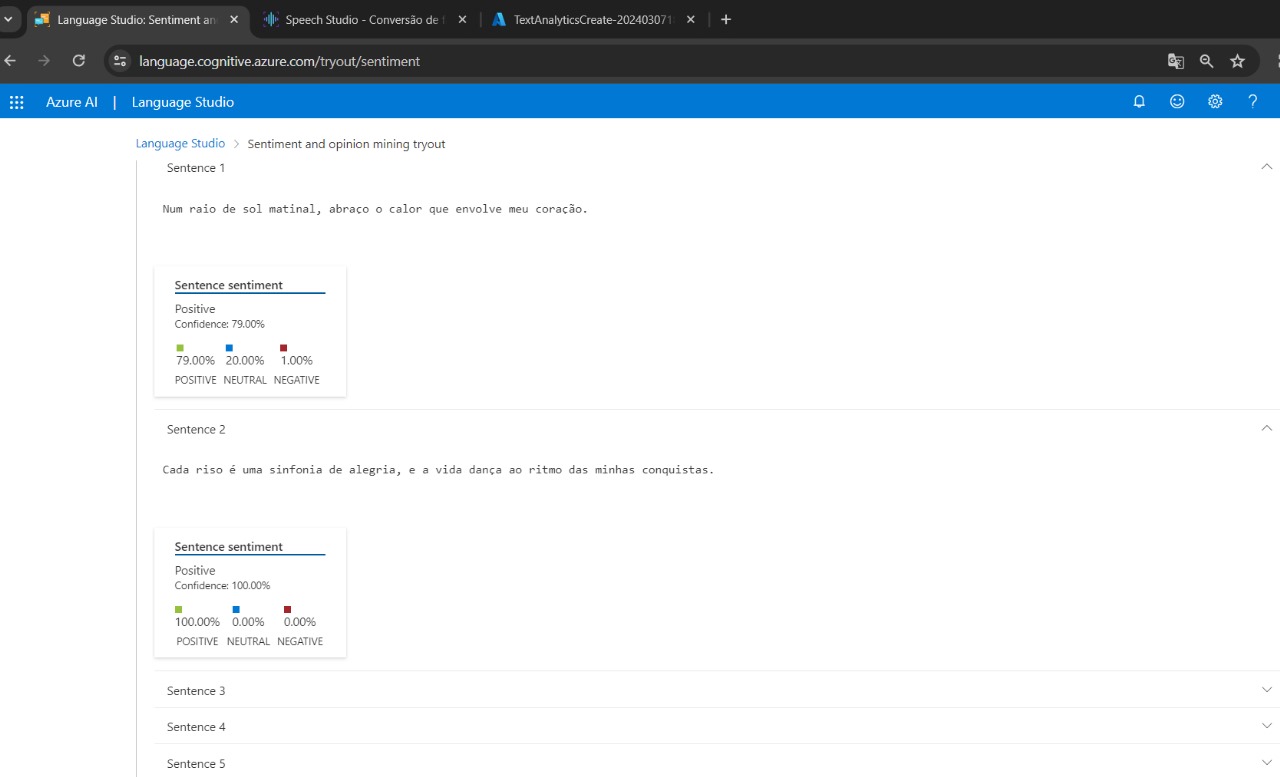 Language Studio: Sentiment an
Speech Studio - Conversão de
TextAnalyticsCreate-2024030718
language.cognitive.azure.com/tryout/sentiment
Azure AI | Language Studio
Language Studio > Sentiment and opinion mining tryout
Sentence 1
Num raio de sol matinal, abraço o calor que envolve meu coração.
Sentence sentiment
Positive
Confidence: 79.00%
79.00% 20.00% 1.00%
POSITIVE NEUTRAL NEGATIVE
Sentence 2
Cada riso é uma sinfonia de alegria, e a vida dança ao ritmo das minhas conquistas.
Sentence sentiment
Positive
Confidence: 100.00%
100.00% 0.00% 0.00%
POSITIVE NEUTRAL NEGATIVE
Sentence 3
Sentence 4
Sentence 5